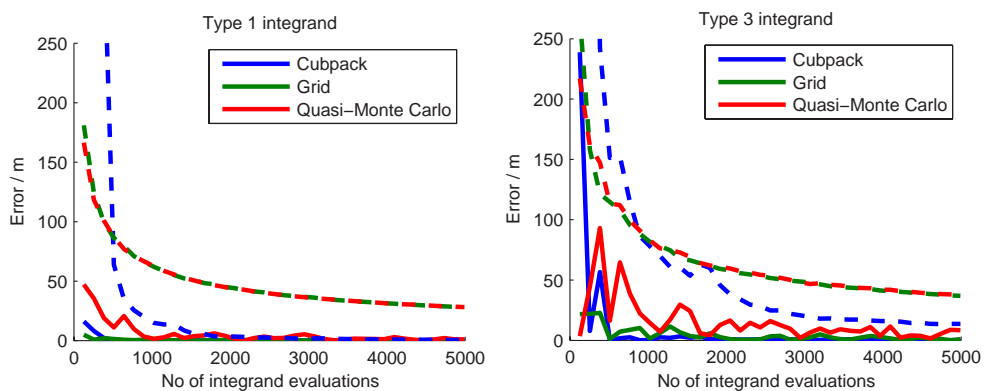 Type 1 integrand
250
200
150
100
50
0
Error / m
Cubpack
Grid
Quasi−Monte Carlo
0 1000 2000 3000 4000 5000
No of integrand evaluations
Type 3 integrand
250
200
150
100
50
0
Error / m
Cubpack
Grid
Quasi−Monte Carlo
0 1000 2000 3000 4000 5000
No of integrand evaluations